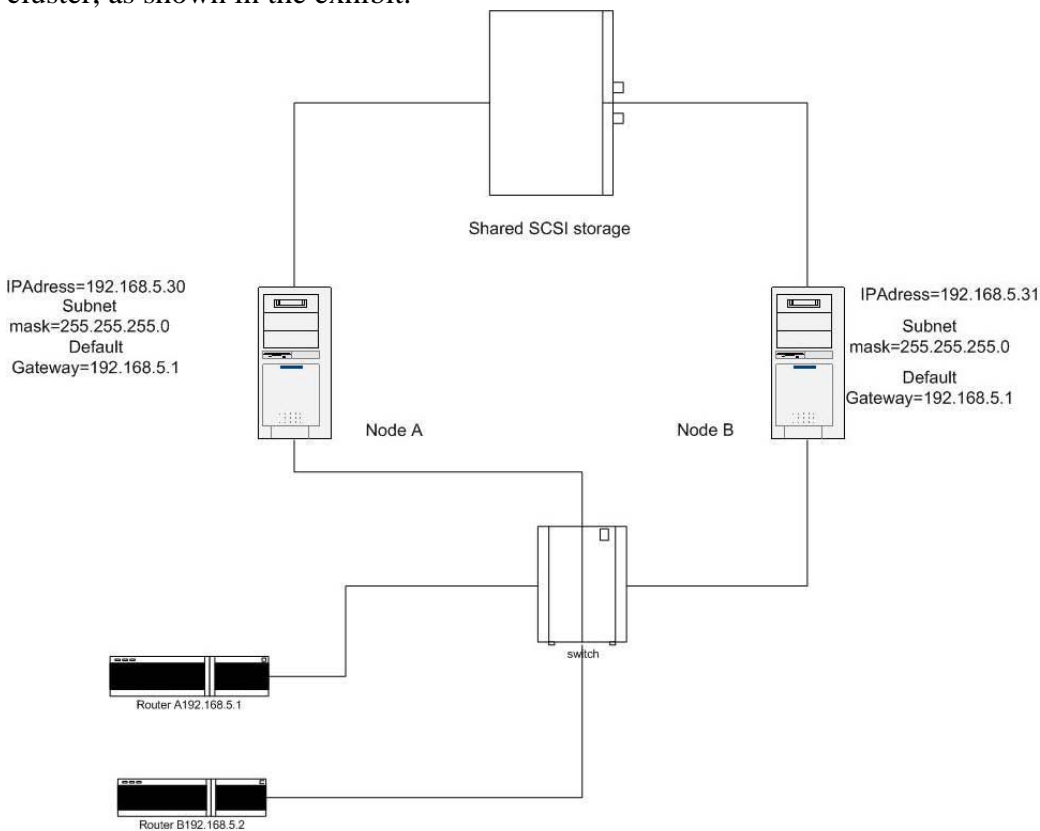 cluster, as shown in the exhibit.
Shared SCSI storage
IPAdress=192.168.5.30
Subnet
mask=255.255.255.0
Default
Gateway=192.168.5.1
IPAdress=192.168.5.31
Subnet
mask=255.255.255.0
Default
Gateway=192.168.5.1
Node A
Node B
switch
Router A192.168.5.1
Router B192.168.5.2